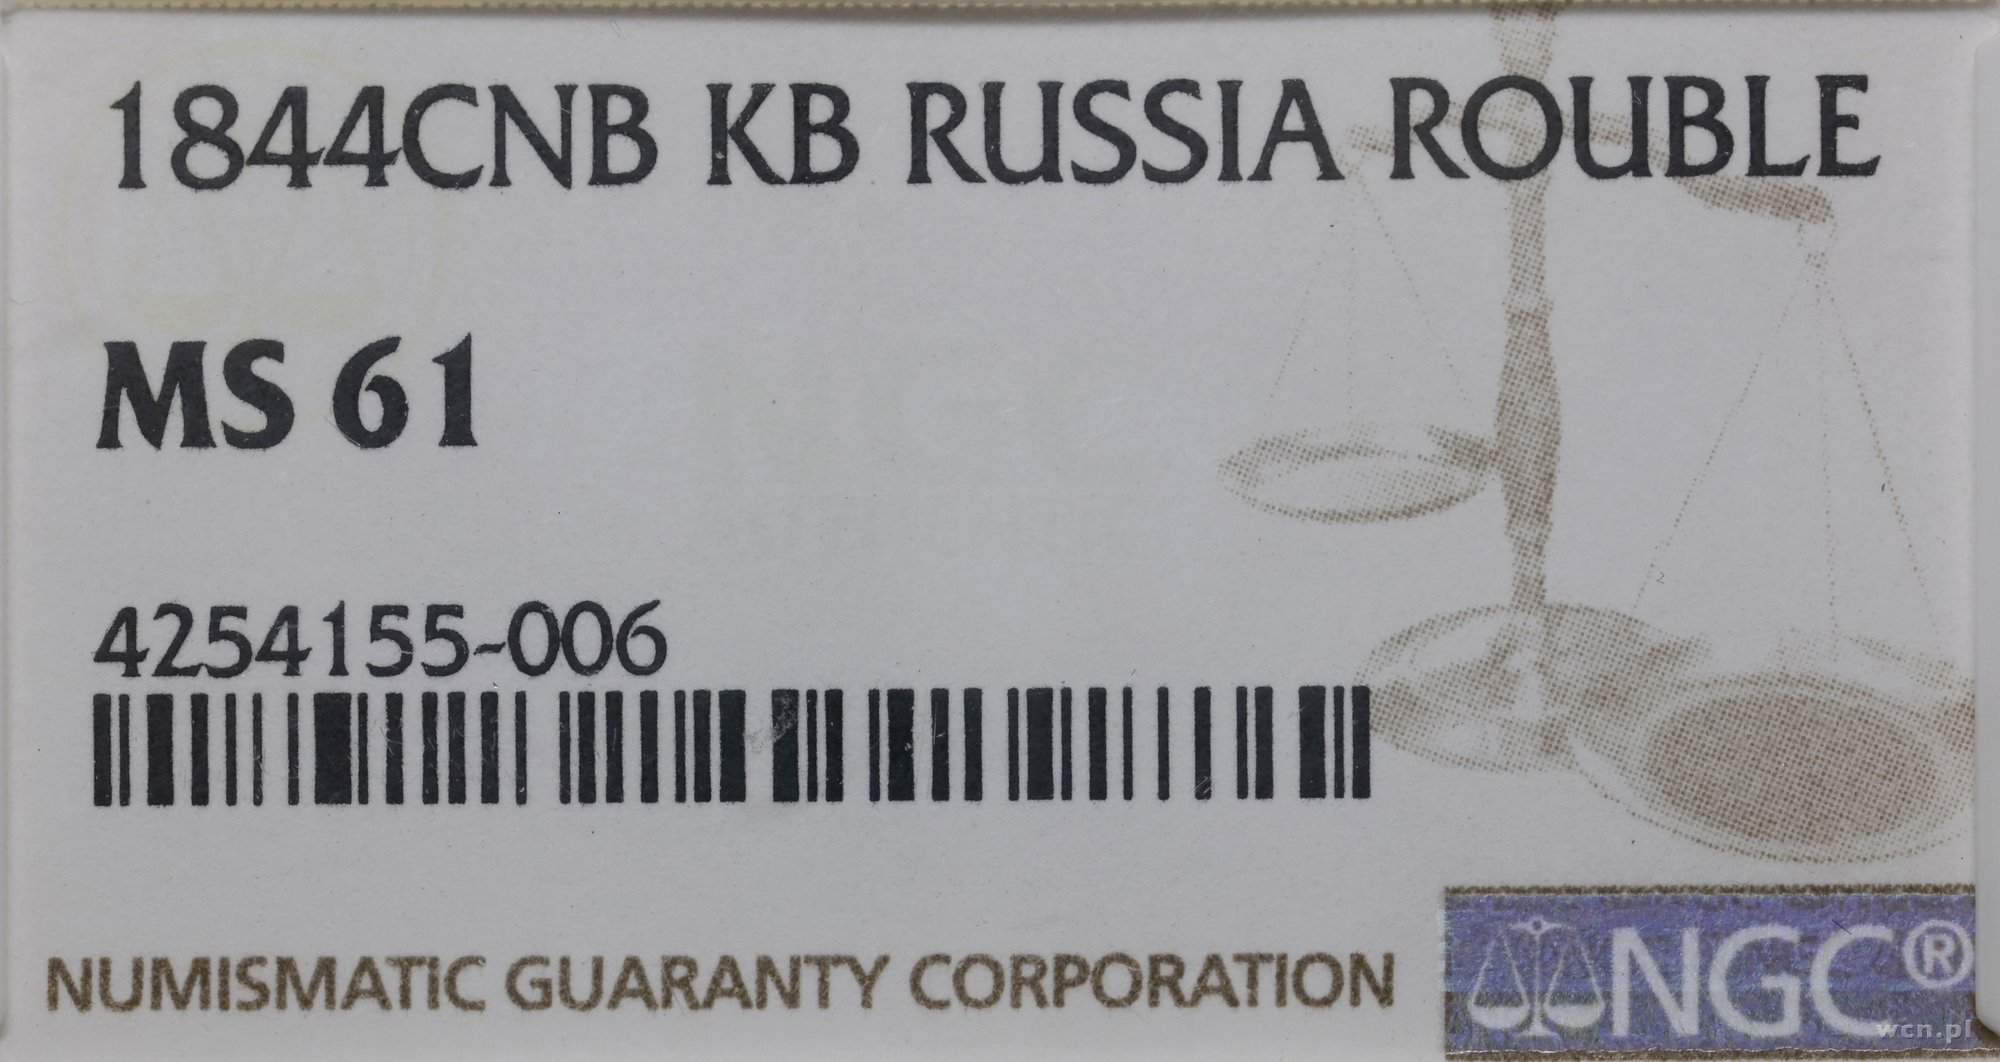 1844CNB KB RUSSIA ROUBLE
MS 61
4254155-006
NUMISMATIC GUARANTY CORPORATION
NGC®
wcn.pl